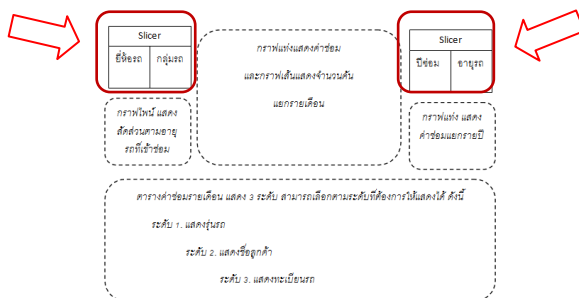 Slicer
ยี่ห้อรถ กลุ่มรถ
กราฟแท่งแสดงค่าซ่อม
และกราฟเส้นแสดงจำนวนคัน
แยกรายเดือน
Slicer
ปีซ่อม อายุรถ
กราฟไพน์ แสดง
สัดส่วนตามอายุ
รถที่เข้าซ่อม
กราฟแท่ง แสดง
ค่าซ่อมแยกรายปี
ตารางค่าซ่อมรายเดือน แสดง 3 ระดับ สามารถเลือกตามระดับที่ต้องการให้แสดงได้ ดังนี้
ระดับ 1. แสดงรุ่นรถ
ระดับ 2. แสดงชื่อลูกค้า
ระดับ 3. แสดงทะเบียนรถ